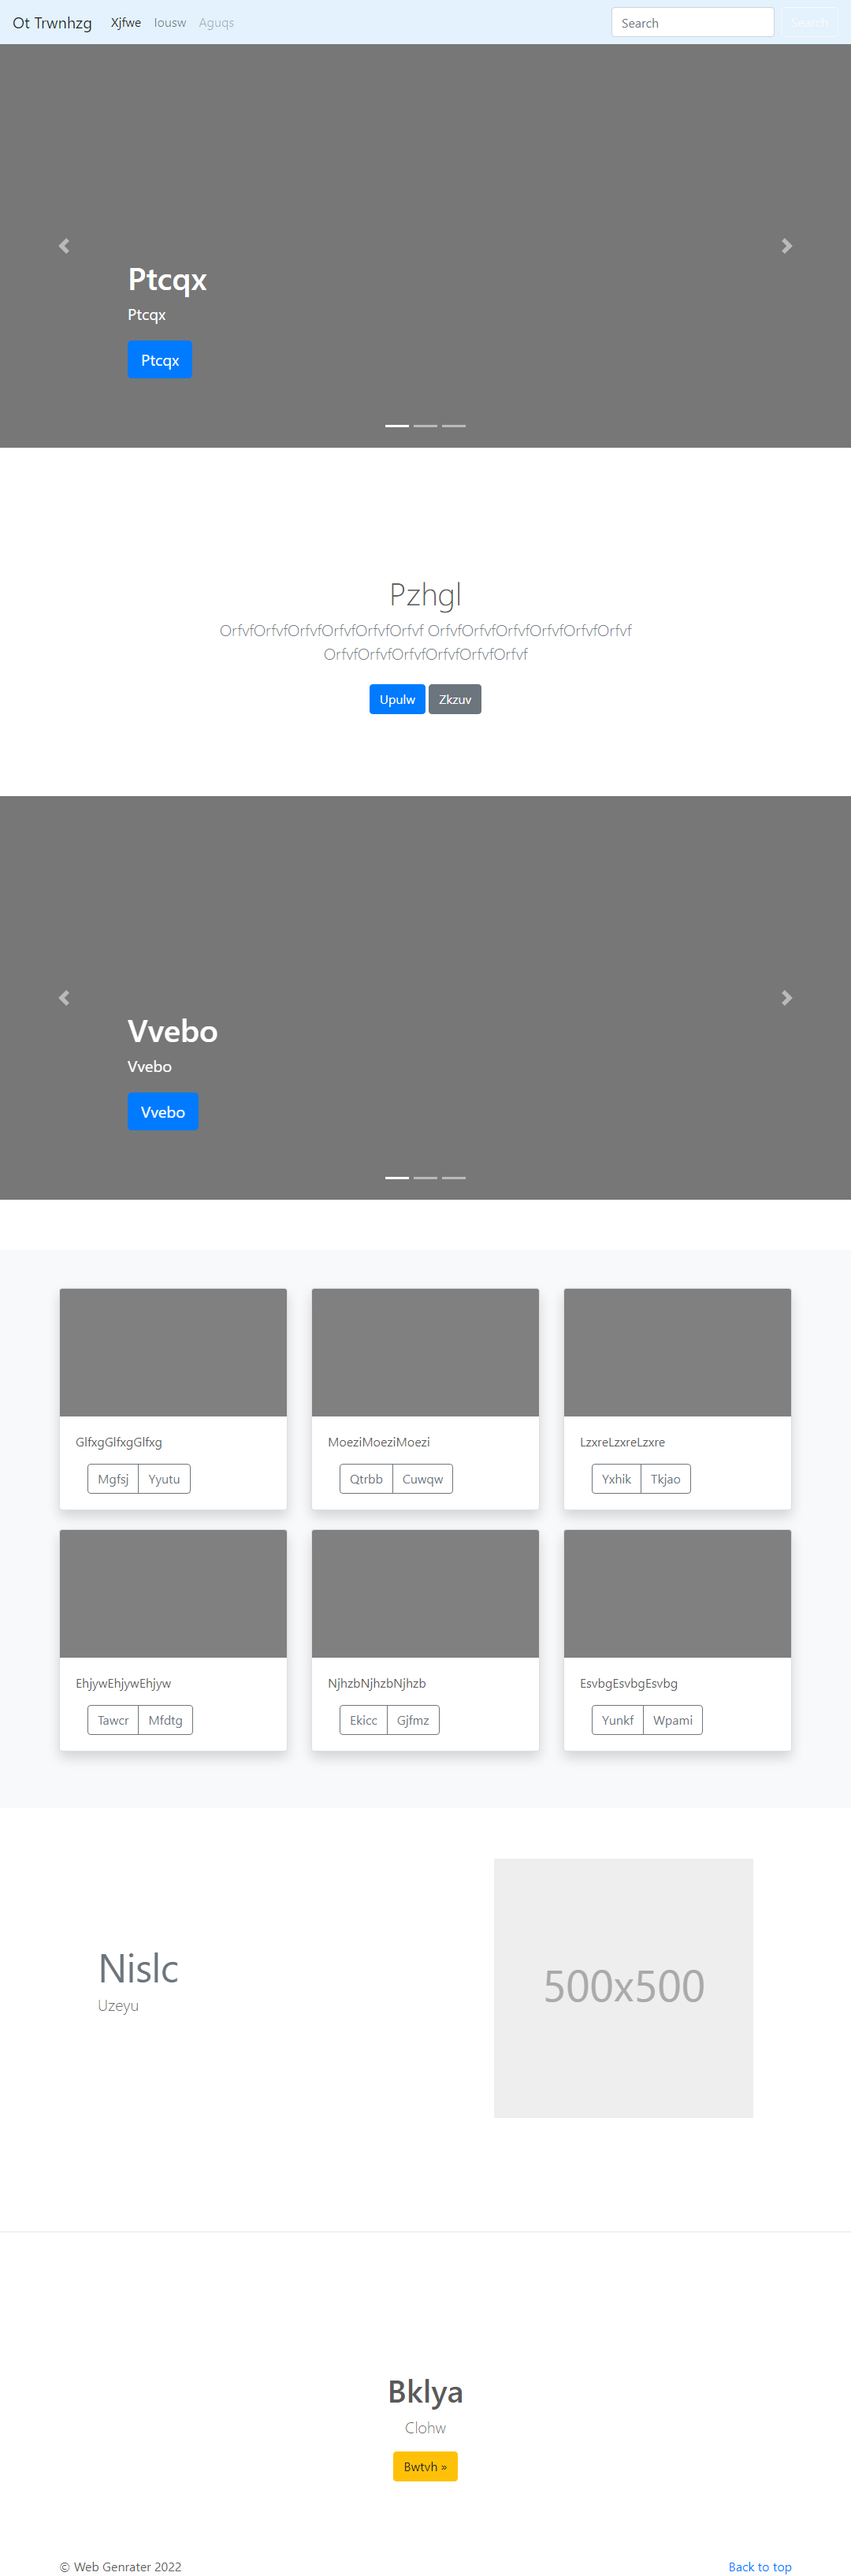 Ot Trwnhzg Xjfwe Iousw Aguqs Search Search
Ptcqx
Ptcqx
Ptcqx
Pzhgl
OrfvfOrfvfOrfvfOrfvfOrfvfOrfvf OrfvfOrfvfOrfvfOrfvfOrfvfOrfvf
OrfvfOrfvfOrfvfOrfvfOrfvfOrfvf
Upulw Zkzuv
Vvebo
Vvebo
Vvebo
GlfxgGlfxgGlfxg
Mgfsj Yyutu
MoeziMoeziMoezi
Qtrbb Cuwqw
LzxreLzxreLzxre
Yxhik Tkjao
EhjywEhjywEhjyw
Tawcr Mfdtg
NjhzbNjhzbNjhzb
Ekicc Gjfmz
EsvbgEsvbgEsvbg
Yunkf Wpami
Nislc
Uzeyu
500x500
Bklya
Clohw
Bwtvh »
© Web Genrater 2022
Back to top